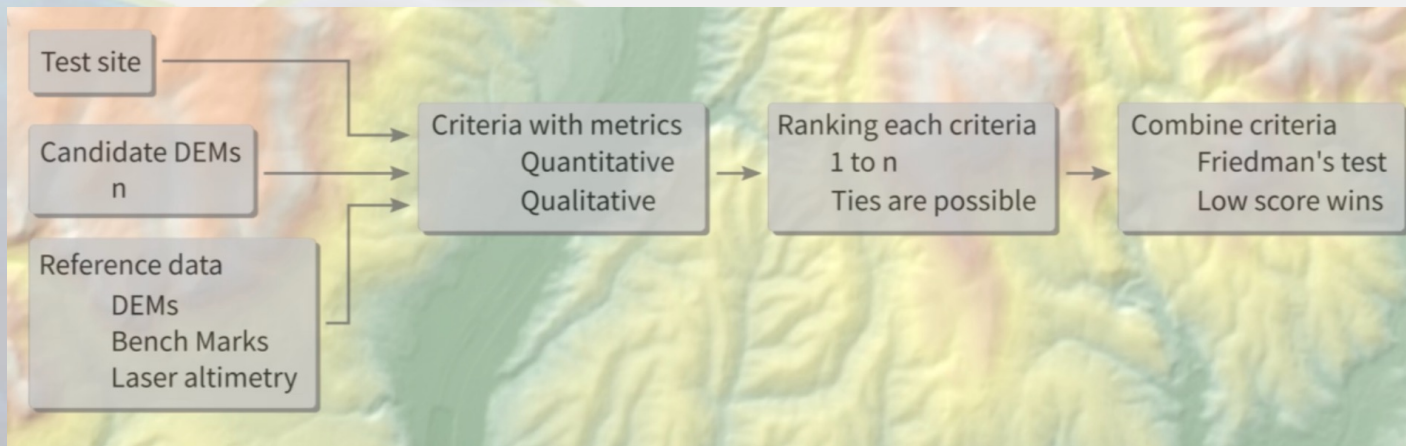 Test site
Candidate DEMs
n
Reference data
DEMs
Bench Marks
Laser altimetry
Criteria with metrics
Quantitative
Qualitative
Ranking each criteria
1 to n
Ties are possible
Combine criteria
Friedman's test
Low score wins